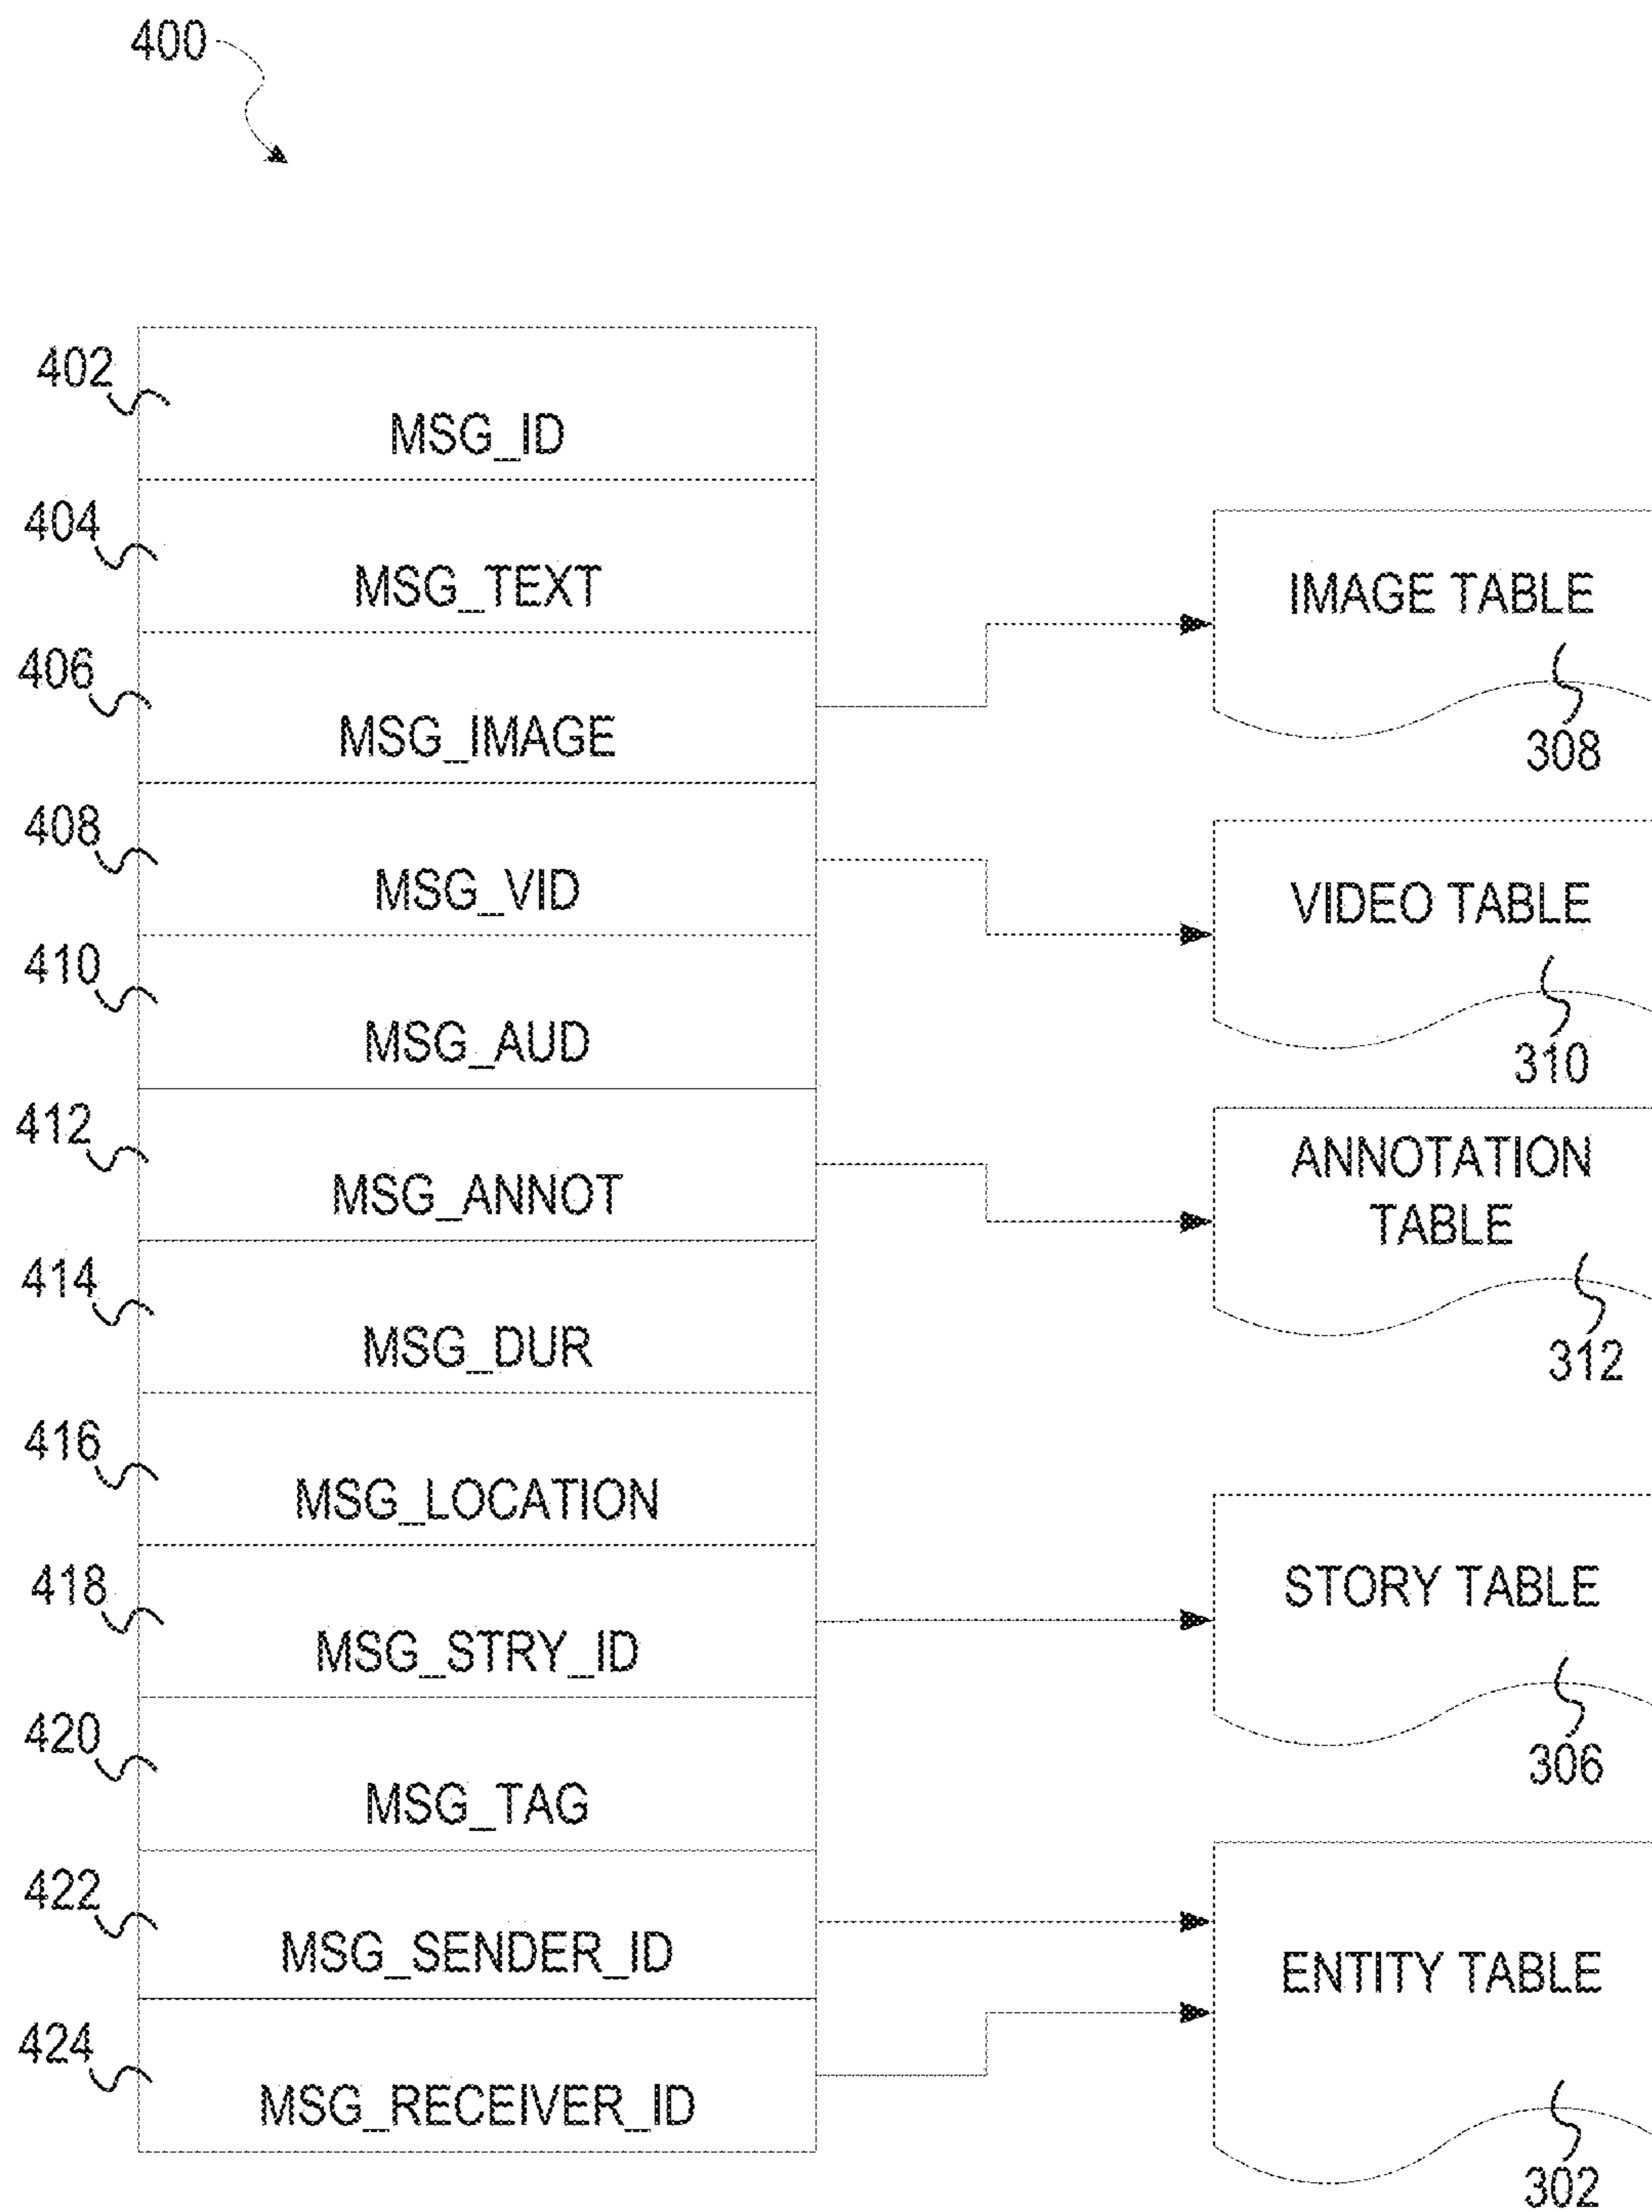 400
402
MSG_ID
404
MSG_TEXT
406
MSG_IMAGE
408
MSG_VID
410
MSG_AUD
412
MSG_ANNOT
414
MSG_DUR
416
MSG_LOCATION
418
MSG_STRY_ID
420
MSG_TAG
422
MSG_SENDER_ID
424
MSG_RECEIVER_ID
IMAGE TABLE
308
VIDEO TABLE
310
ANNOTATION
TABLE
312
STORY TABLE
306
ENTITY TABLE
302